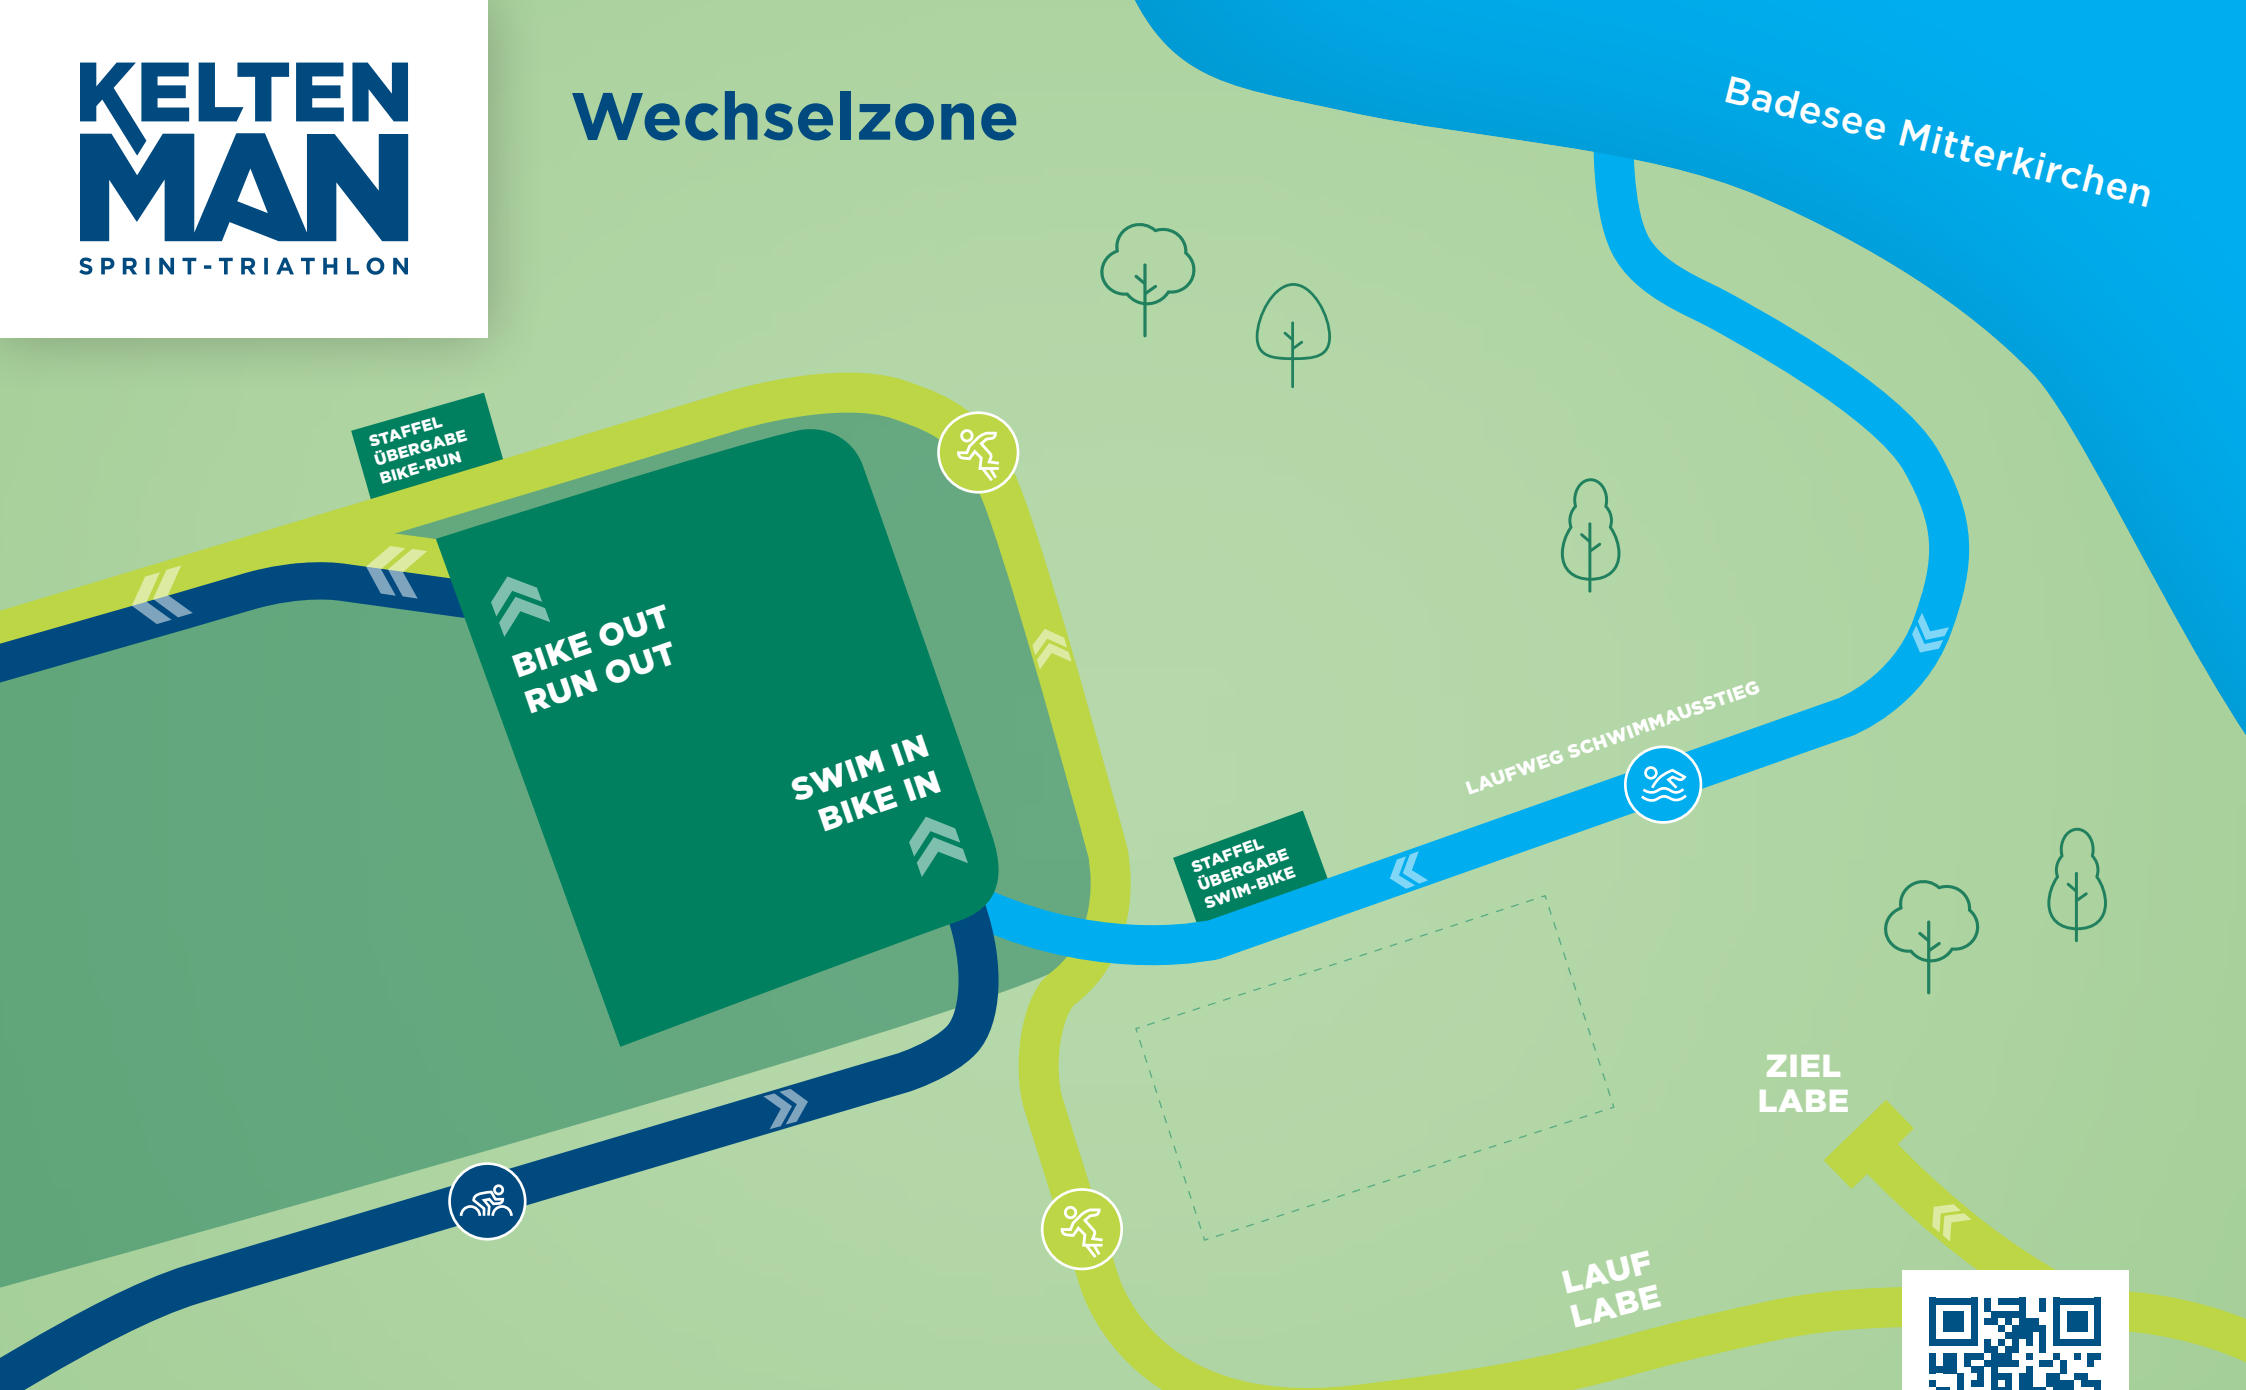 KELTEN
MAN
SPRINT-TRIATHLON
Wechselzone
Badesee Mitterkirchen
STAFFEL
ÜBERGABE
BIKE-RUN
BIKE OUT
RUN OUT
SWIM IN
BIKE IN
LAUFWEG SCHWIMMAUSSTIEG
STAFFEL
ÜBERGABE
SWIM-BIKE
ZIEL
LABE
LAUF
LABE